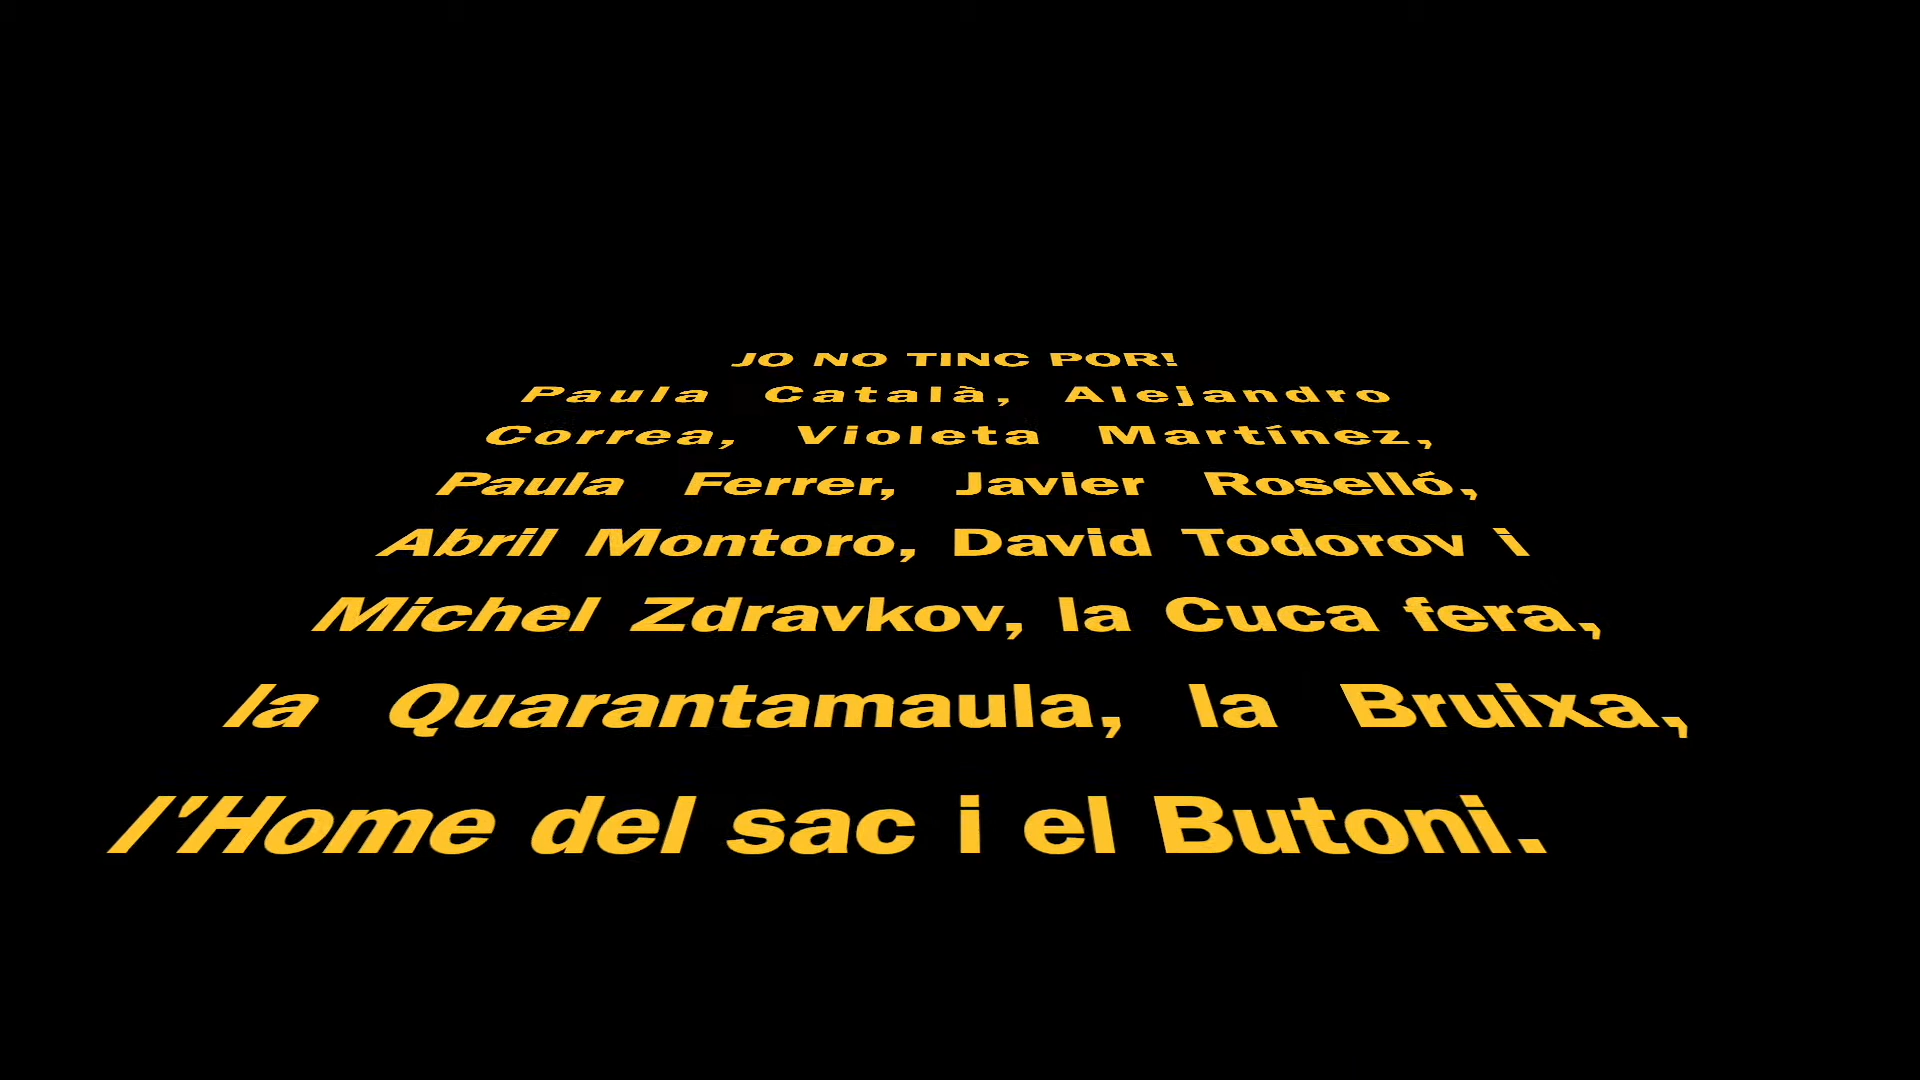 JO NO TINC POR!
Paula Català, Alejandro
Correa, Violeta Martínez,
Paula Ferrer, Javier Roselló,
Abril Montoro, David Todorov i
Michel Zdravkov, la Cuca fera,
la Quarantamaula, la Bruixa,
l'Home del sac i el Butoni.